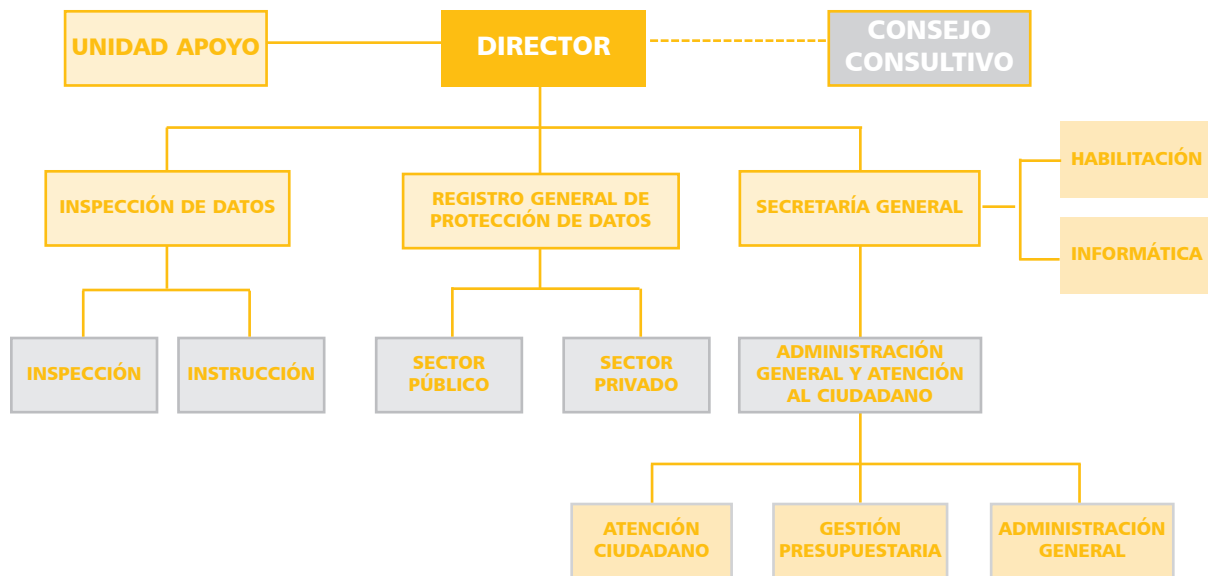 UNIDAD APOYO
DIRECTOR
CONSEJO
CONSULTIVO
HABILITACIÓN
INSPECCIÓN DE DATOS
REGISTRO GENERAL DE
PROTECCIÓN DE DATOS
SECRETARÍA GENERAL
INFORMÁTICA
INSPECCIÓN
INSTRUCCIÓN
SECTOR
PÚBLICO
SECTOR
PRIVADO
ADMINISTRACIÓN
GENERAL Y ATENCIÓN
AL CIUDADANO
ATENCIÓN
CIUDADANO
GESTIÓN
PRESUPUESTARIA
ADMINISTRACIÓN
GENERAL